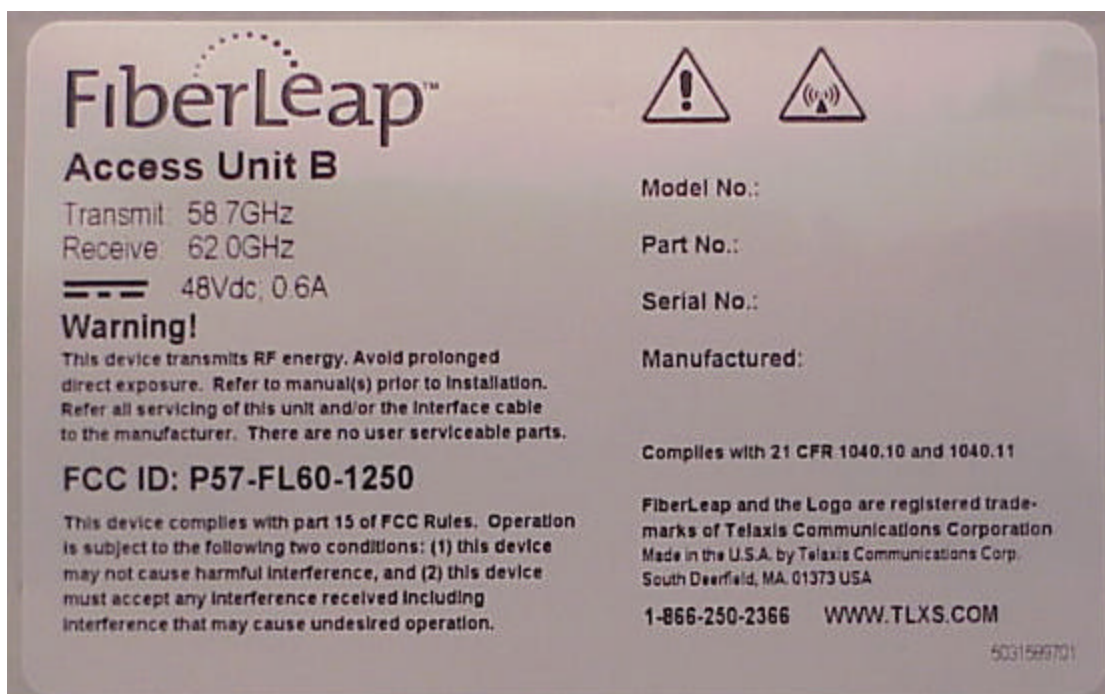 FiberLeap™
Access Unit B
Transmit: 58.7GHz
Receive: 62.0GHz
48Vdc, 0.6A
Warning!
This device transmits RF energy. Avoid prolonged
direct exposure. Refer to manual(s) prior to installation.
Refer all servicing of this unit and/or the interface cable
to the manufacturer. There are no user serviceable parts.
FCC ID: P57-FL60-1250
This device complies with part 15 of FCC Rules. Operation
is subject to the following two conditions: (1) this device
may not cause harmful interference, and (2) this device
must accept any interference received including
interference that may cause undesired operation.
Model No.:
Part No.:
Serial No.:
Manufactured:
Complies with 21 CFR 1040.10 and 1040.11
FiberLeap and the Logo are registered trade-
marks of Telaxis Communications Corporation
Made in the U.S.A. by Telaxis Communications Corp.
South Deerfield, MA. 01373 USA
1-866-250-2366 WWW.TLXS.COM